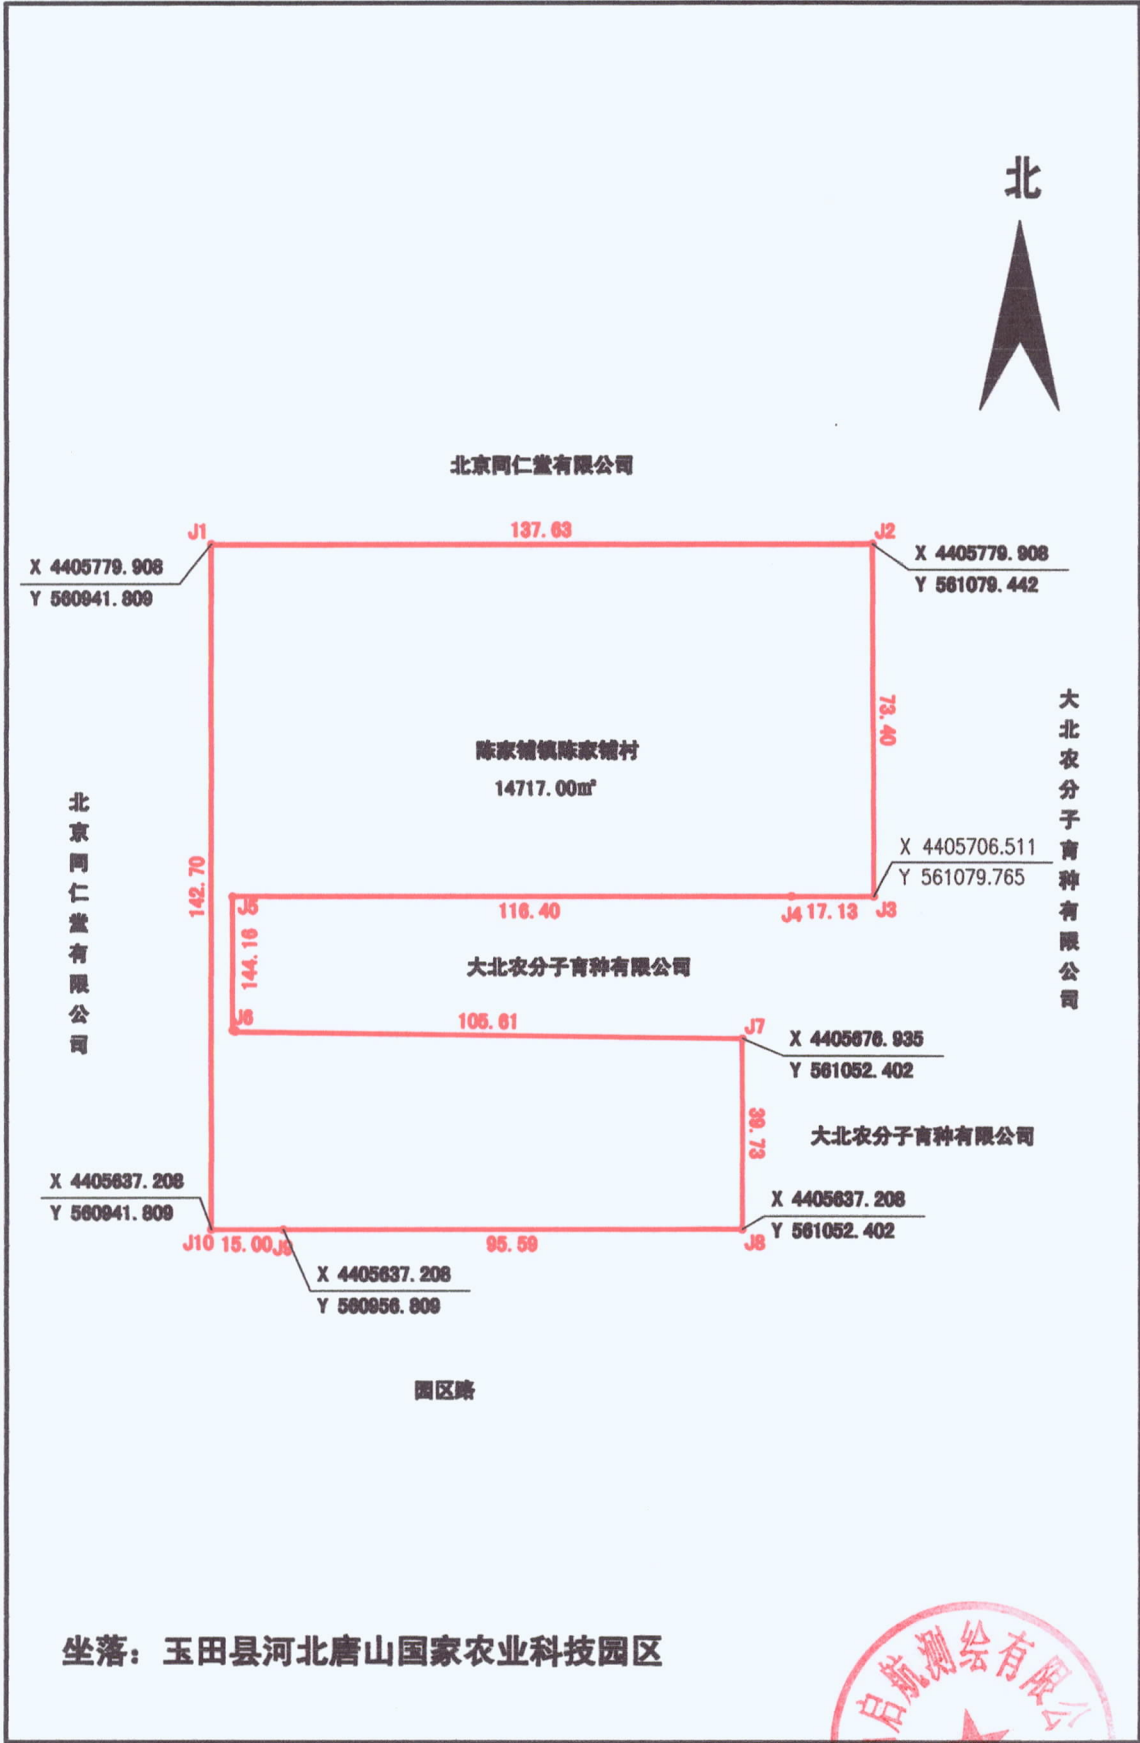 北
北京同仁堂有限公司
J1
137.63
J2
X 4405779.908
Y 560941.809
X 4405779.908
Y 561079.442
73.40
大北农分子育种有限公司
陈家铺镇陈家铺村
14717.00㎡
北京同仁堂有限公司
142.70
X 4405706.511
Y 561079.765
J5
116.40
J4
17.13
J3
144.16
大北农分子育种有限公司
J6
105.61
J7
X 4405676.935
Y 561052.402
39.73
大北农分子育种有限公司
X 4405637.208
Y 560941.809
X 4405637.208
Y 561052.402
J10
15.00
J9
95.59
J8
X 4405637.208
Y 560956.809
园区路
坐落：玉田县河北唐山国家农业科技园区
启航测绘有限公